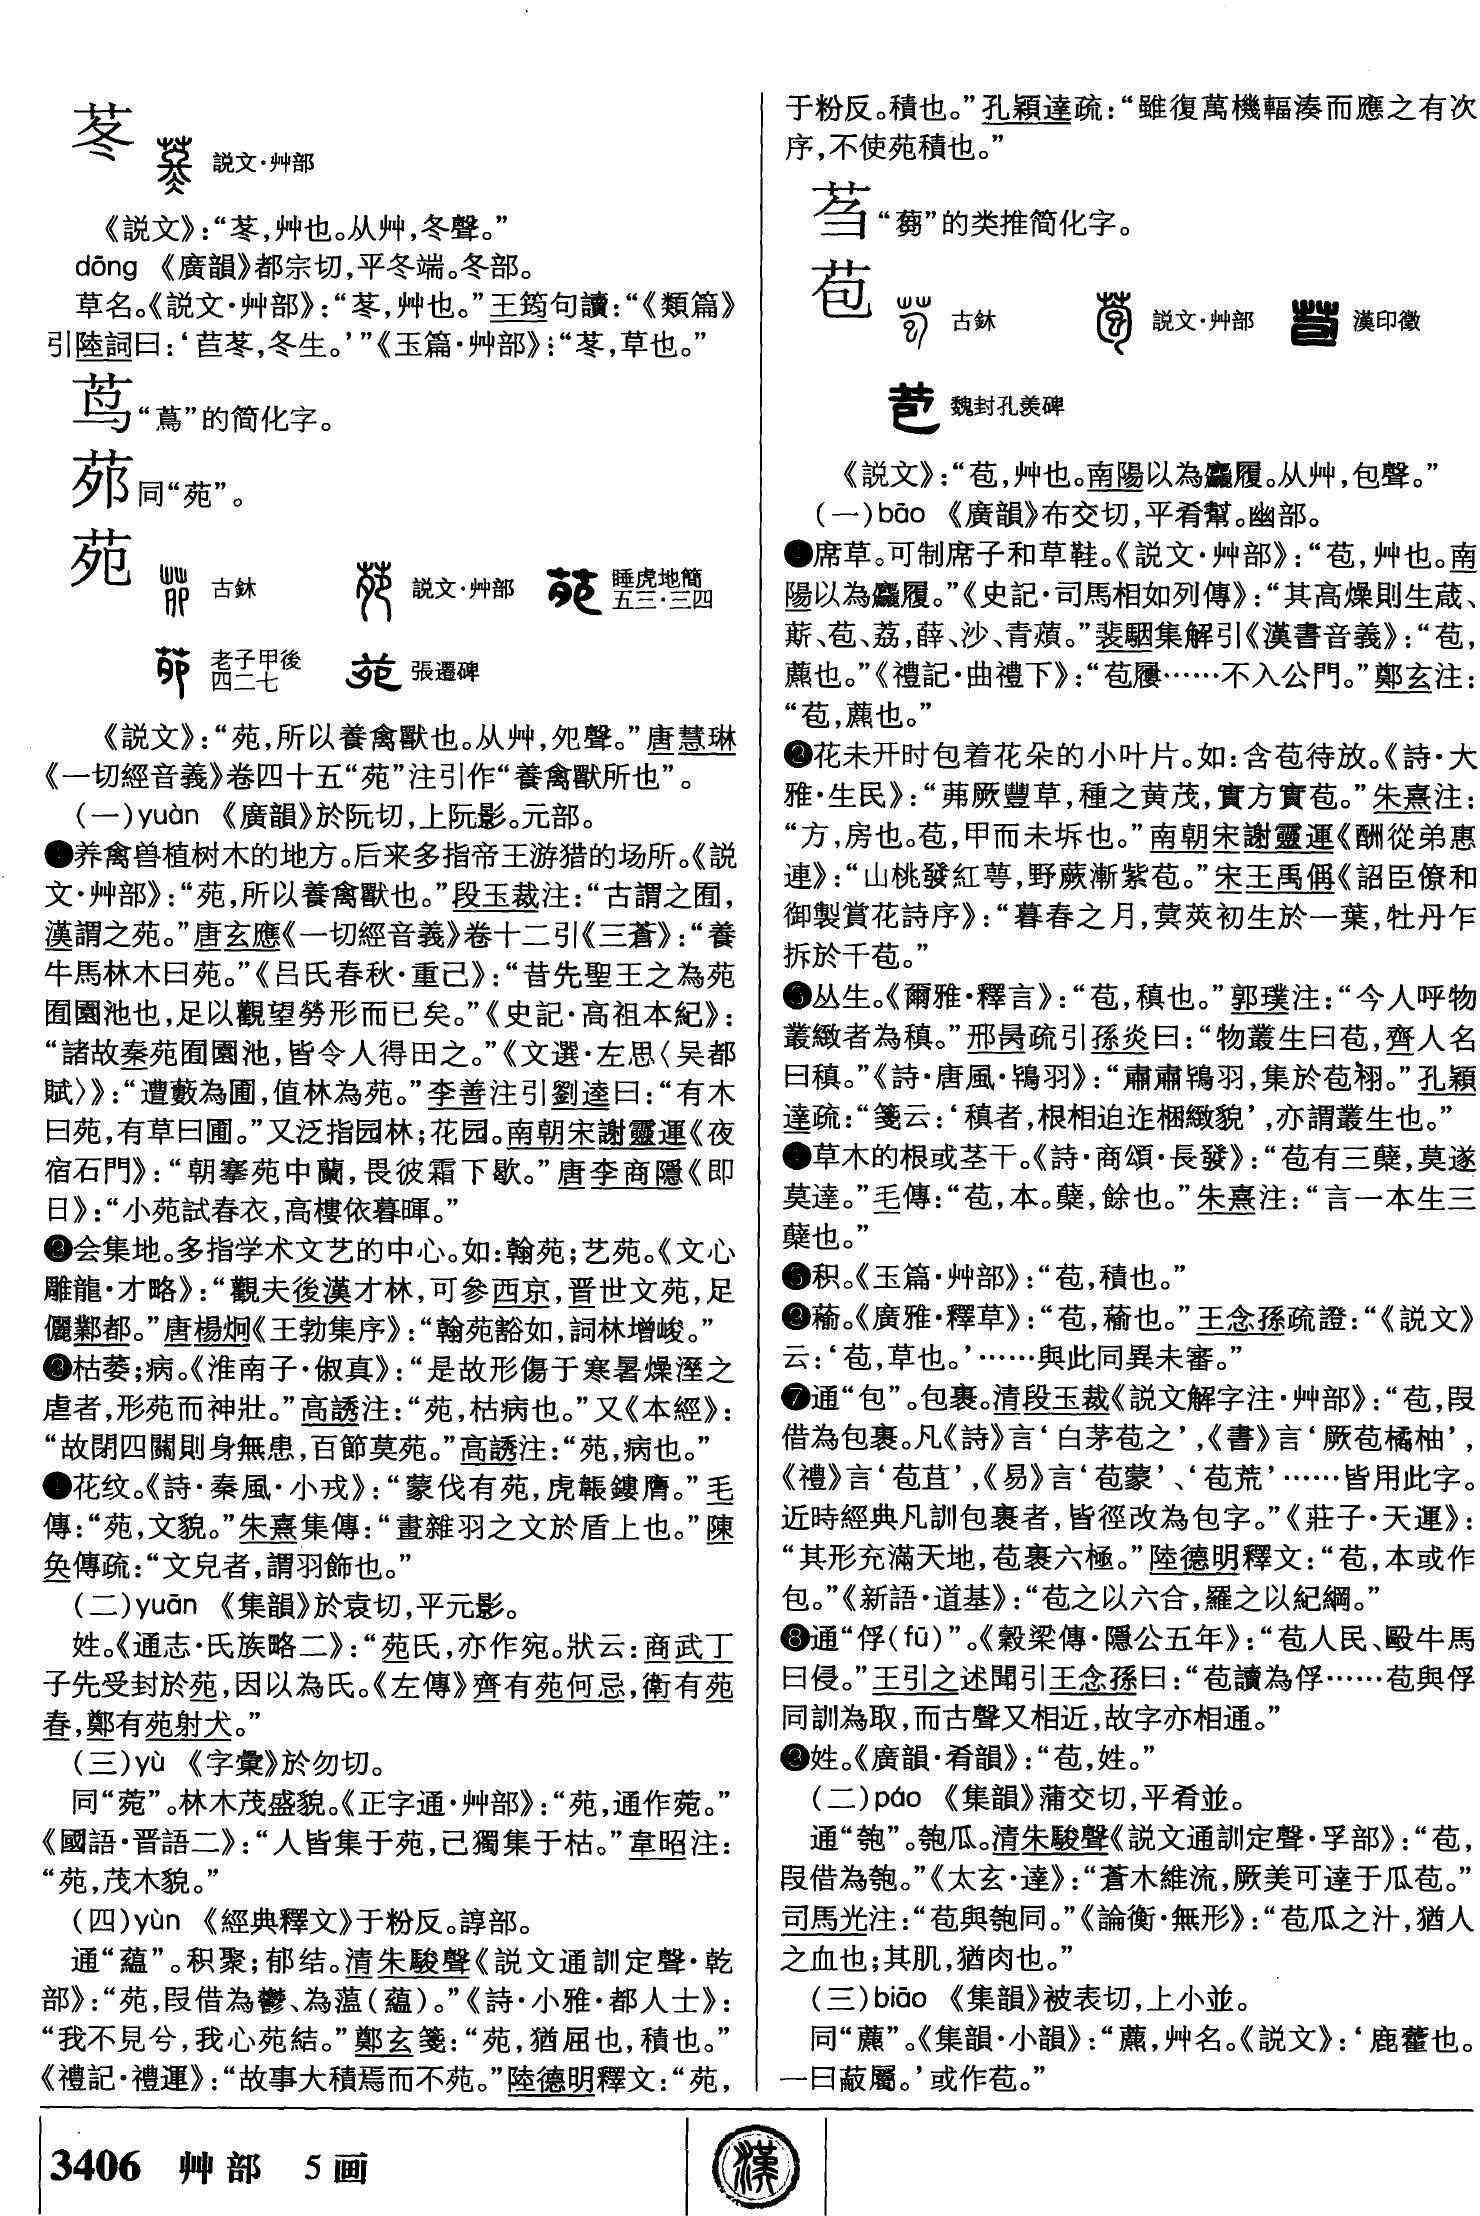 苳
説文·艸部
《説文》：“苳，艸也。从艸，冬聲。”
dōng 《廣韻》都宗切，平冬端。冬部。
草名。《説文·艸部》：“苳，艸也。”王筠句讀：“《類篇》
引陸詞曰：‘苣苳，冬生。’”《玉篇·艸部》：“苳，草也。”
茑“蔦”的简化字。
茒同“苑”。
苑
古鉥 説文·艸部 睡虎地簡
五三·三四
老子甲後
四二七 張遷碑
《説文》：“苑，所以養禽獸也。从艸，夗聲。”唐慧琳
《一切經音義》卷四十五“苑”注引作“養禽獸所也”。
（一）yuàn 《廣韻》於阮切，上阮影。元部。
❶养禽兽植树木的地方。后来多指帝王游猎的场所。《説
文·艸部》：“苑，所以養禽獸也。”段玉裁注：“古謂之囿，
漢謂之苑。”唐玄應《一切經音義》卷十二引《三蒼》：“養
牛馬林木曰苑。”《吕氏春秋·重己》：“昔先聖王之為苑
囿園池也，足以觀望勞形而已矣。”《史記·高祖本紀》：
“諸故秦苑囿園池，皆令人得田之。”《文選·左思〈吴都
賦〉》：“遭藪為圃，值林為苑。”李善注引劉逵曰：“有木
曰苑，有草曰圃。”又泛指园林；花园。南朝宋謝靈運《夜
宿石門》：“朝搴苑中蘭，畏彼霜下歇。”唐李商隱《即
日》：“小苑試春衣，高樓依暮暉。”
❷会集地。多指学术文艺的中心。如：翰苑；艺苑。《文心
雕龍·才略》：“觀夫後漢才林，可參西京，晋世文苑，足
儷鄴都。”唐楊炯《王勃集序》：“翰苑豁如，詞林增峻。”
❸枯萎；病。《淮南子·俶真》：“是故形傷于寒暑燥溼之
虐者，形苑而神壯。”高誘注：“苑，枯病也。”又《本經》：
“故閉四關則身無患，百節莫苑。”高誘注：“苑，病也。”
❹花纹。《詩·秦風·小戎》：“蒙伐有苑，虎韔鏤膺。”毛
傳：“苑，文貌。”朱熹集傳：“畫雜羽之文於盾上也。”陳
奂傳疏：“文皃者，謂羽飾也。”
（二）yuān 《集韻》於袁切，平元影。
姓。《通志·氏族略二》：“苑氏，亦作宛。狀云：商武丁
子先受封於苑，因以為氏。《左傳》齊有苑何忌，衛有苑
春，鄭有苑射犬。”
（三）yù 《字彙》於勿切。
同“菀”。林木茂盛貌。《正字通·艸部》：“苑，通作菀。”
《國語·晋語二》：“人皆集于苑，己獨集于枯。”韋昭注：
“苑，茂木貌。”
（四）yùn 《經典釋文》于粉反。諄部。
通“蘊”。积聚；郁结。清朱駿聲《説文通訓定聲·乾
部》：“苑，叚借為鬱、為薀（蘊）。”《詩·小雅·都人士》：
“我不見兮，我心苑結。”鄭玄箋：“苑，猶屈也，積也。”
《禮記·禮運》：“故事大積焉而不苑。”陸德明釋文：“苑，
于粉反。積也。”孔穎達疏：“雖復萬機輻湊而應之有次
序，不使苑積也。”
㓛“蒭”的类推简化字。
苞
古鉥 説文·艸部 漢印徵
魏封孔羨碑
《説文》：“苞，艸也。南陽以為麤履。从艸，包聲。”
（一）bāo 《廣韻》布交切，平肴幫。幽部。
❶席草。可制席子和草鞋。《説文·艸部》：“苞，艸也。南
陽以為麤履。”《史記·司馬相如列傳》：“其高燥則生葴、
蕲、苞、荔，薛、沙、青薠。”裴駰集解引《漢書音義》：“苞，
藨也。”《禮記·曲禮下》：“苞屨……不入公門。”鄭玄注：
“苞，藨也。”
❷花未开时包着花朵的小叶片。如：含苞待放。《詩·大
雅·生民》：“茀厥豐草，種之黄茂，實方實苞。”朱熹注：
“方，房也。苞，甲而未坼也。”南朝宋謝靈運《酬從弟惠
連》：“山桃發紅萼，野蕨漸紫苞。”宋王禹偁《詔臣僚和
御製賞花詩序》：“暮春之月，蓂莢初生於一葉，牡丹乍
拆於千苞。”
❸丛生。《爾雅·釋言》：“苞，稹也。”郭璞注：“今人呼物
叢緻者為稹。”邢昺疏引孫炎曰：“物叢生曰苞，齊人名
曰稹。”《詩·唐風·鴇羽》：“肅肅鴇羽，集於苞栩。”孔穎
達疏：“箋云：‘稹者，根相迫迮梱緻貌’，亦謂叢生也。”
❹草木的根或茎干。《詩·商頌·長發》：“苞有三蘖，莫遂
莫達。”毛傳：“苞，本。蘖，餘也。”朱熹注：“言一本生三
蘖也。”
❺积。《玉篇·艸部》：“苞，積也。”
❻蕍。《廣雅·釋草》：“苞，蕍也。”王念孫疏證：“《説文》
云：‘苞，草也。’……與此同異未審。”
❼通“包”。包裹。清段玉裁《説文解字注·艸部》：“苞，叚
借為包裹。凡《詩》言‘白茅苞之’，《書》言‘厥苞橘柚’，
《禮》言‘苞苴’，《易》言‘苞蒙’、‘苞荒’……皆用此字。
近時經典凡訓包裹者，皆徑改為包字。”《莊子·天運》：
“其形充滿天地，苞裹六極。”陸德明釋文：“苞，本或作
包。”《新語·道基》：“苞之以六合，羅之以紀綱。”
❽通“俘（fū）”。《穀梁傳·隱公五年》：“苞人民、毆牛馬
曰侵。”王引之述聞引王念孫曰：“苞讀為俘……苞與俘
同訓為取，而古聲又相近，故字亦相通。”
❾姓。《廣韻·肴韻》：“苞，姓。”
（二）páo 《集韻》蒲交切，平肴並。
通“匏”。匏瓜。清朱駿聲《説文通訓定聲·孚部》：“苞，
叚借為匏。”《太玄·達》：“蒼木維流，厥美可達于瓜苞。”
司馬光注：“苞與匏同。”《論衡·無形》：“苞瓜之汁，猶人
之血也；其肌，猶肉也。”
（三）biāo 《集韻》被表切，上小並。
同“藨”。《集韻·小韻》：“藨，艸名。《説文》：‘鹿藿也。
一曰蔽屬。’或作苞。”
3406 艸部 5画
漢